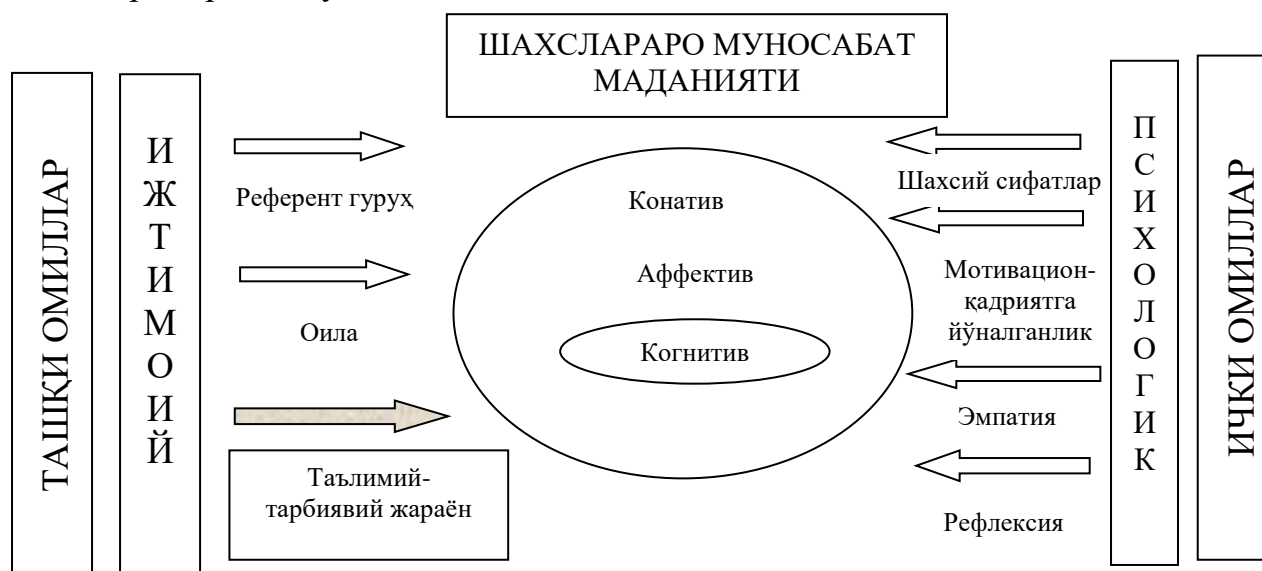 ШАХСЛАРАРО МУНОСАБАТ
МАДАНИЯТИ
ТАШҚИ ОМИЛЛАР
ИЖТИМОИЙ
Референт гуруҳ
Оила
Таълимий-
тарбиявий жараён
Конатив
Аффектив
Когнитив
Шахсий сифатлар
Мотивацион-
қадриятга
йўналганлик
Эмпатия
Рефлексия
ПСИХОЛОГИК
ИЧКИ ОМИЛЛАР